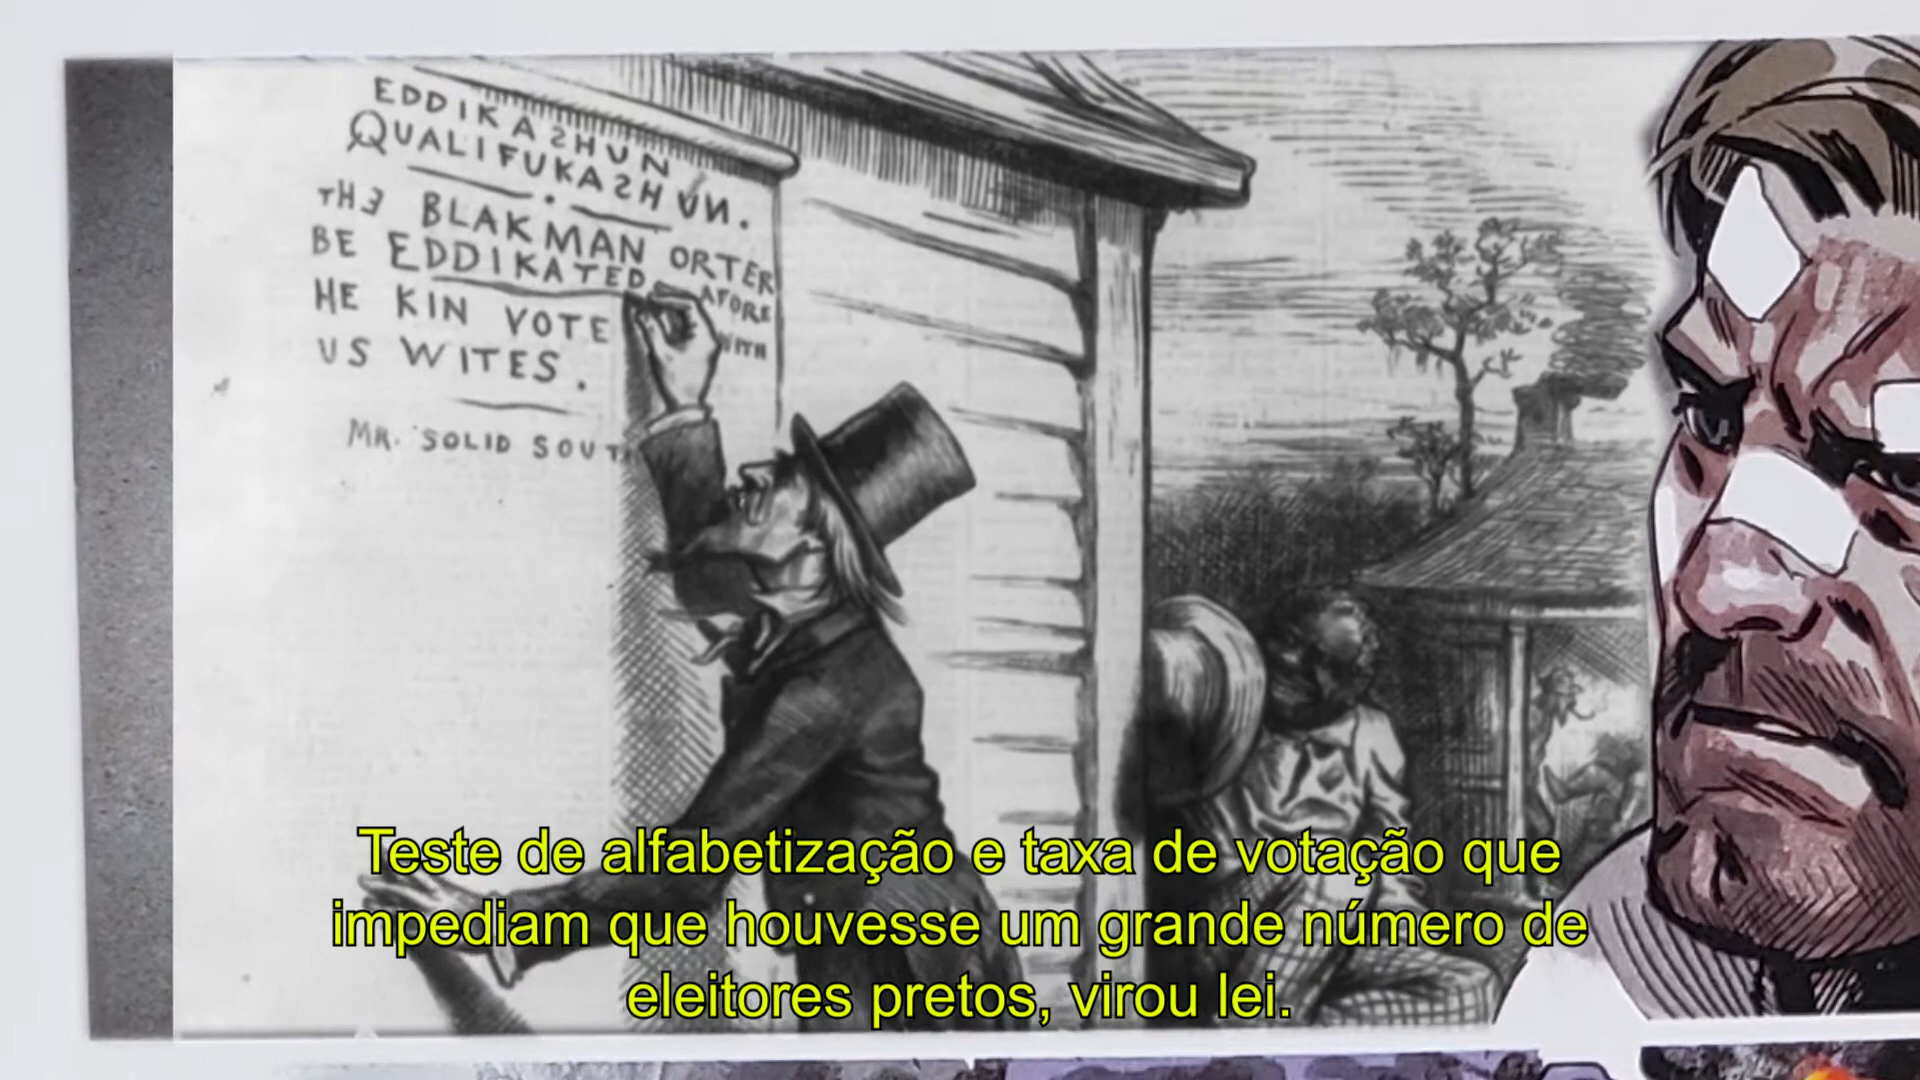 EDDIKASHUN
QUALIFUKASHUN.
THE BLAKMAN ORTER
BE EDDIKATED AFORE
HE KIN VOTE WITH
US WITES.
MR. SOLID SOUTH
Teste de alfabetização e taxa de votação que
impediam que houvesse um grande número de
eleitores pretos, virou lei.